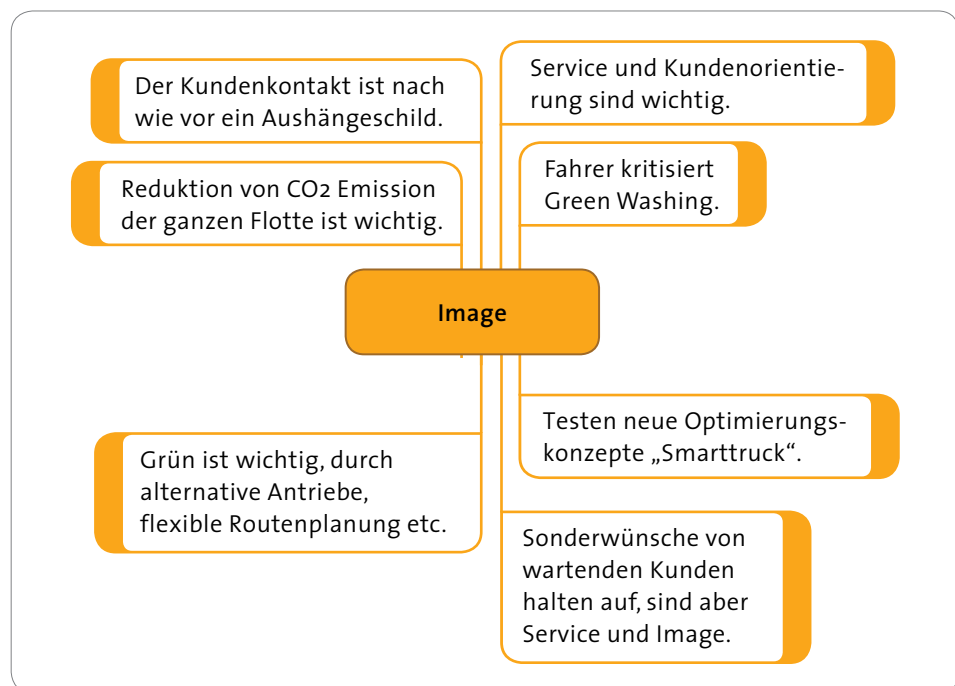 Der Kundenkontakt ist nach
wie vor ein Aushängeschild.
Service und Kundenorientie-
rung sind wichtig.
Reduktion von CO2 Emission
der ganzen Flotte ist wichtig.
Fahrer kritisiert
Green Washing.
Image
Grün ist wichtig, durch
alternative Antriebe,
flexible Routenplanung etc.
Testen neue Optimierungs-
konzepte „Smarttruck“.
Sonderwünsche von
wartenden Kunden
halten auf, sind aber
Service und Image.